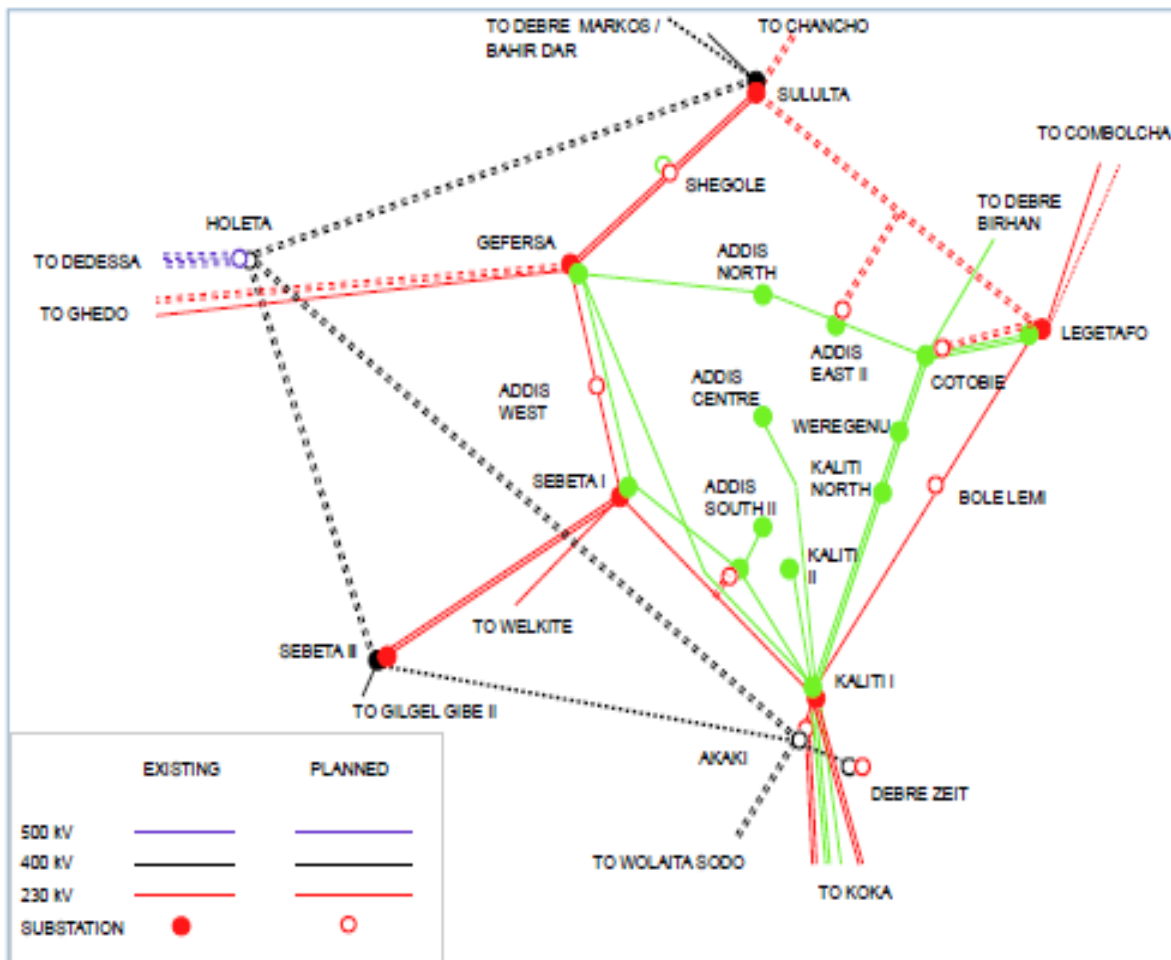 TO DEBRE MARKOS /
BAHIR DAR
TO CHANCHO
SULULTA
TO COMBOLCHA
SHEGOLE
TO DEBRE
BIRHAN
HOLETA
GEFERSA
ADDIS
NORTH
TO DEDESSA
TO GHEDO
LEGETAFO
ADDIS
EAST II
COTOBIE
ADDIS
CENTRE
ADDIS
WEST
WEREGENU
KALITI
NORTH
SEBETA I
ADDIS
SOUTH II
BOLE LEMI
KALITI
II
TO WELKITE
SEBETA II
KALITI I
TO GILGEL GIBE II
AKAKI
DEBRE ZEIT
TO WOLAITA SODO
TO KOKA
EXISTING PLANNED
500 kV
400 kV
230 kV
SUBSTATION